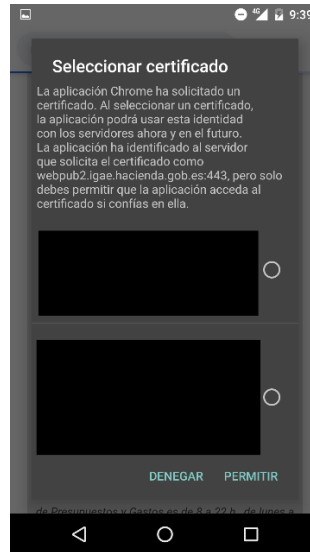 4G 9:39
Seleccionar certificado
La aplicación Chrome ha solicitado un
certificado. Al seleccionar un certificado,
la aplicación podrá usar esta identidad
con los servidores ahora y en el futuro.
La aplicación ha identificado al servidor
que solicita el certificado como
webpub2.igae.hacienda.gob.es:443, pero solo
debes permitir que la aplicación acceda al
certificado si confías en ella.
DENEGAR PERMITIR
de Presupuestos y Gastos es de 8 a 22 h., de lunes a